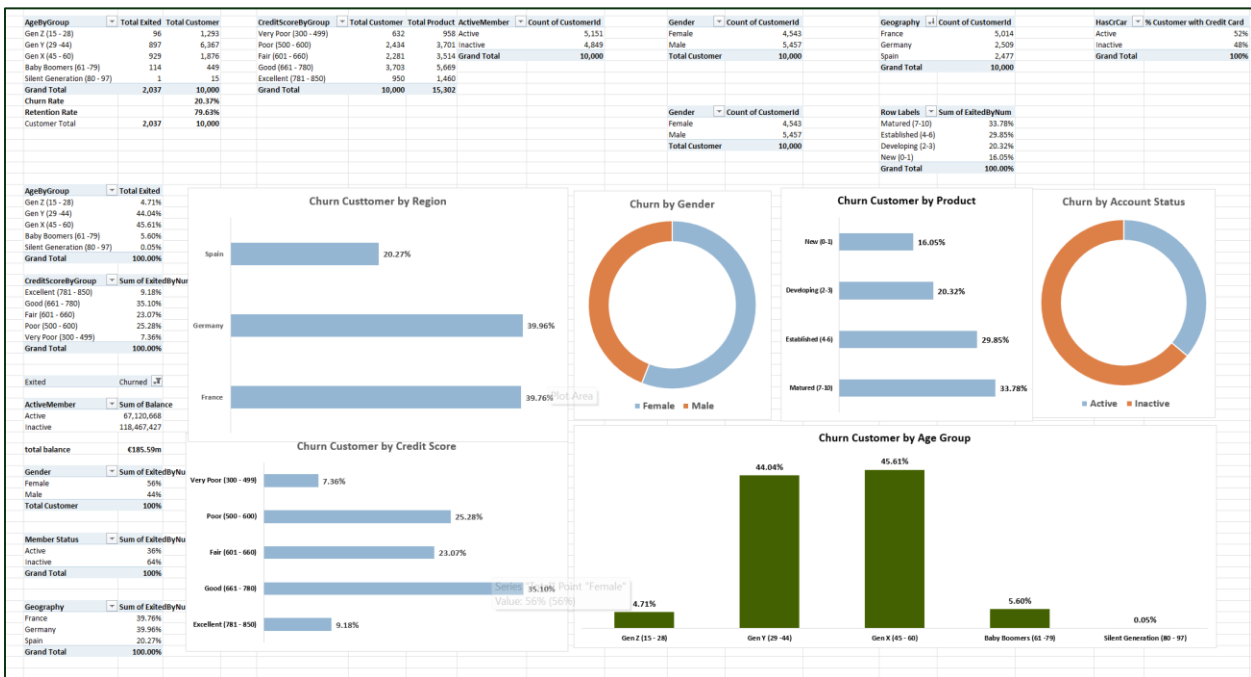 AgeByGroup Total Exited Total Customer
Gen Z (15 - 28) 96 1,293
Gen Y (29 -44) 897 6,367
Gen X (45 - 60) 929 1,876
Baby Boomers (61 -79) 114 449
Silent Generation (80 - 97) 1 15
Grand Total 2,037 10,000
Churn Rate 20.37%
Retention Rate 79.63%
Customer Total 2,037 10,000
CreditScoreByGroup Total Customer Total Product
Very Poor (300 - 499) 632 958
Poor (500 - 600) 2,434 3,701
Fair (601 - 660) 2,281 3,514
Good (661 - 780) 3,703 5,669
Excellent (781 - 850) 950 1,460
Grand Total 10,000 15,302
ActiveMember Count of CustomerId
Active 5,151
Inactive 4,849
Grand Total 10,000
Gender Count of CustomerId
Female 4,543
Male 5,457
Total Customer 10,000
Geography Count of CustomerId
France 5,014
Germany 2,509
Spain 2,477
Grand Total 10,000
HasCrCar % Customer with Credit Card
Active 52%
Inactive 48%
Grand Total 100%
Gender Count of CustomerId
Female 4,543
Male 5,457
Total Customer 10,000
Row Labels Sum of ExitedByNum
Matured (7-10) 33.78%
Established (4-6) 29.85%
Developing (2-3) 20.32%
New (0-1) 16.05%
Grand Total 100.00%
AgeByGroup Total Exited
Gen Z (15 - 28) 4.71%
Gen Y (29 -44) 44.04%
Gen X (45 - 60) 45.61%
Baby Boomers (61 -79) 5.60%
Silent Generation (80 - 97) 0.05%
Grand Total 100.00%
CreditScoreByGroup Sum of ExitedByNur
Excellent (781 - 850) 9.18%
Good (661 - 780) 35.10%
Fair (601 - 660) 23.07%
Poor (500 - 600) 25.28%
Very Poor (300 - 499) 7.36%
Grand Total 100.00%
Exited Churned
ActiveMember Sum of Balance
Active 67,120,668
Inactive 118,467,427
total balance €185.59m
Gender Sum of ExitedByNu
Female 56%
Male 44%
Total Customer 100%
Member Status Sum of ExitedByNu
Active 36%
Inactive 64%
Grand Total 100%
Geography Sum of ExitedByNu
France 39.76%
Germany 39.96%
Spain 20.27%
Grand Total 100.00%
Churn Custtomer by Region
Spain 20.27%
Germany 39.96%
France 39.76%
Plot Area
Churn by Gender
Female Male
Churn Customer by Product
New (0-1) 16.05%
Developing (2-3) 20.32%
Established (4-6) 29.85%
Matured (7-10) 33.78%
Churn by Account Status
Active Inactive
Churn Customer by Credit Score
Very Poor (300 - 499) 7.36%
Poor (500 - 600) 25.28%
Fair (601 - 660) 23.07%
Good (661 - 780) 35.10%
Excellent (781 - 850) 9.18%
Series "Total" Point "Female"
Value: 56% (56%)
Churn Customer by Age Group
4.71% 44.04% 45.61% 5.60% 0.05%
Gen Z (15 - 28) Gen Y (29 -44) Gen X (45 - 60) Baby Boomers (61 -79) Silent Generation (80 - 97)